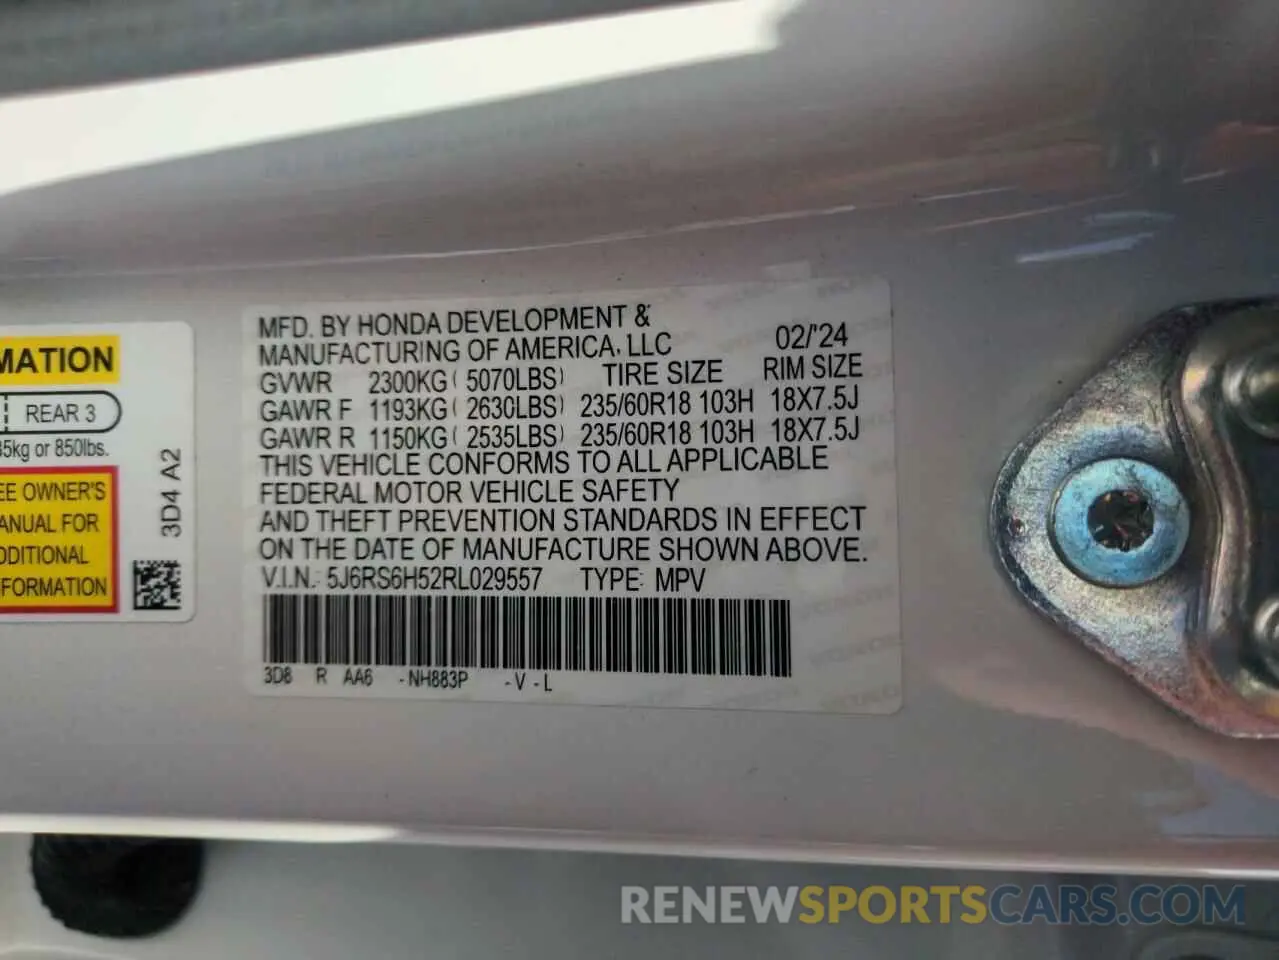 MATION
REAR 3
35kg or 850lbs.
EE OWNER'S
ANUAL FOR
DDITIONAL
FORMATION
3D4 A2
MFD. BY HONDA DEVELOPMENT &
MANUFACTURING OF AMERICA, LLC 02/'24
GVWR 2300KG ( 5070LBS) TIRE SIZE RIM SIZE
GAWR F 1193KG ( 2630LBS) 235/60R18 103H 18X7.5J
GAWR R 1150KG ( 2535LBS) 235/60R18 103H 18X7.5J
THIS VEHICLE CONFORMS TO ALL APPLICABLE
FEDERAL MOTOR VEHICLE SAFETY
AND THEFT PREVENTION STANDARDS IN EFFECT
ON THE DATE OF MANUFACTURE SHOWN ABOVE.
V.I.N.: 5J6RS6H52RL029557 TYPE: MPV
3D8 R AA6 -NH883P -V-L
RENEWSPORTSCARS.COM